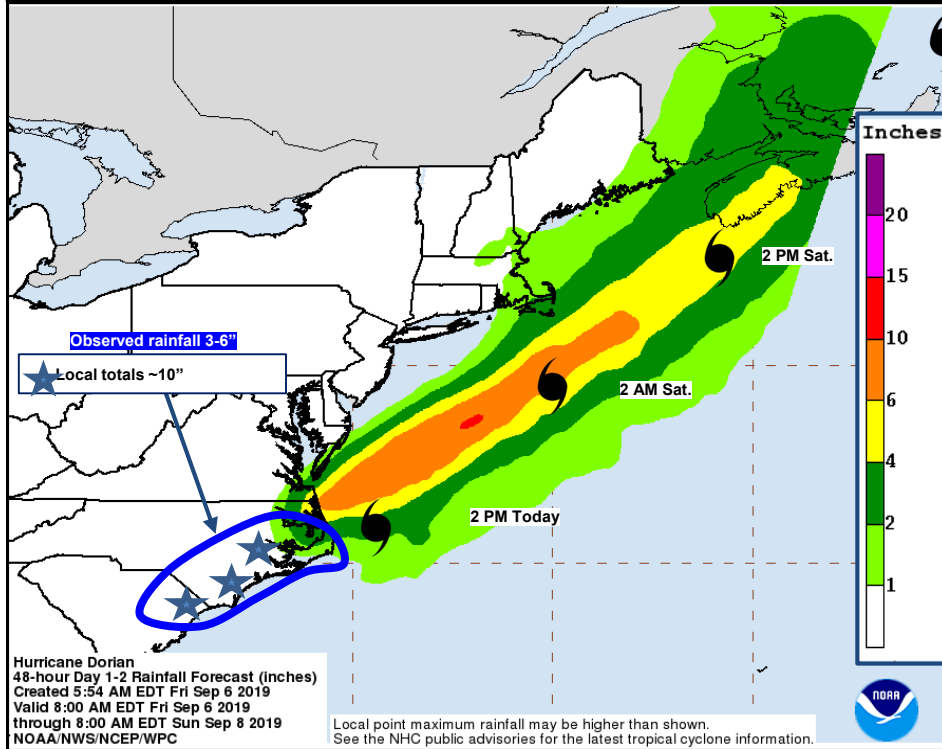 Inches
20
15
10
6
4
2
1
2 PM Sat.
2 AM Sat.
2 PM Today
Observed rainfall 3-6”
Local totals ~10”
Hurricane Dorian
48-hour Day 1-2 Rainfall Forecast (inches)
Created 5:54 AM EDT Fri Sep 6 2019
Valid 8:00 AM EDT Fri Sep 6 2019
through 8:00 AM EDT Sun Sep 8 2019
NOAA/NWS/NCEP/WPC
Local point maximum rainfall may be higher than shown.
See the NHC public advisories for the latest tropical cyclone information.
NOAA